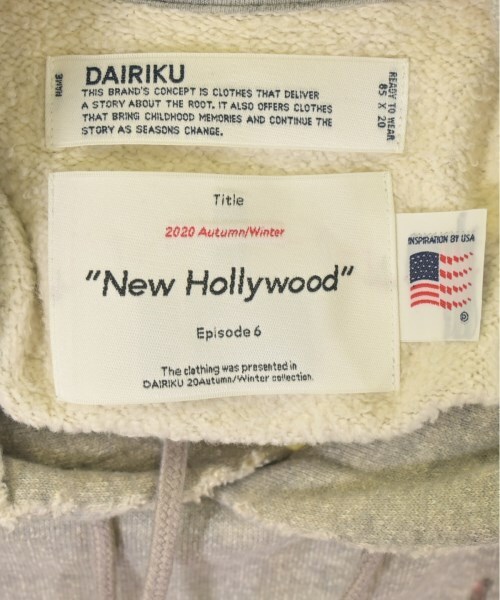 NAME
DAIRIKU
THIS BRAND'S CONCEPT IS CLOTHES THAT DELIVER
A STORY ABOUT THE ROOT. IT ALSO OFFERS CLOTHES
THAT BRING CHILDHOOD MEMORIES AND CONTINUE THE
STORY AS SEASONS CHANGE.
READY TO WEAR
85 X 20
Title
2020 Autumn/Winter
"New Hollywood"
Episode 6
The clothing was presented in
DAIRIKU 20Autumn/Winter collection.
INSPIRATION BY USA
®